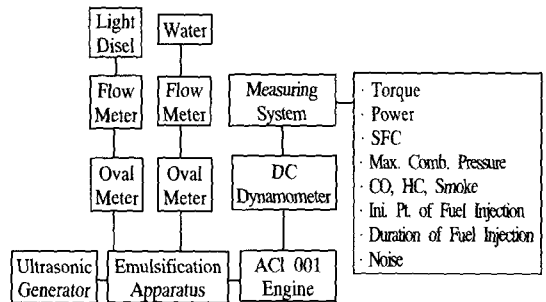 Light
Disel
Water
Flow
Meter
Flow
Meter
Measuring
System
Oval
Meter
Oval
Meter
DC
Dynamometer
Ultrasonic
Generator
Emulsification
Apparatus
ACl 001
Engine
· Torque
· Power
· SFC
· Max. Comb. Pressure
· CO, HC, Smoke
· Ini. Pt. of Fuel Injection
· Duration of Fuel Injection
· Noise